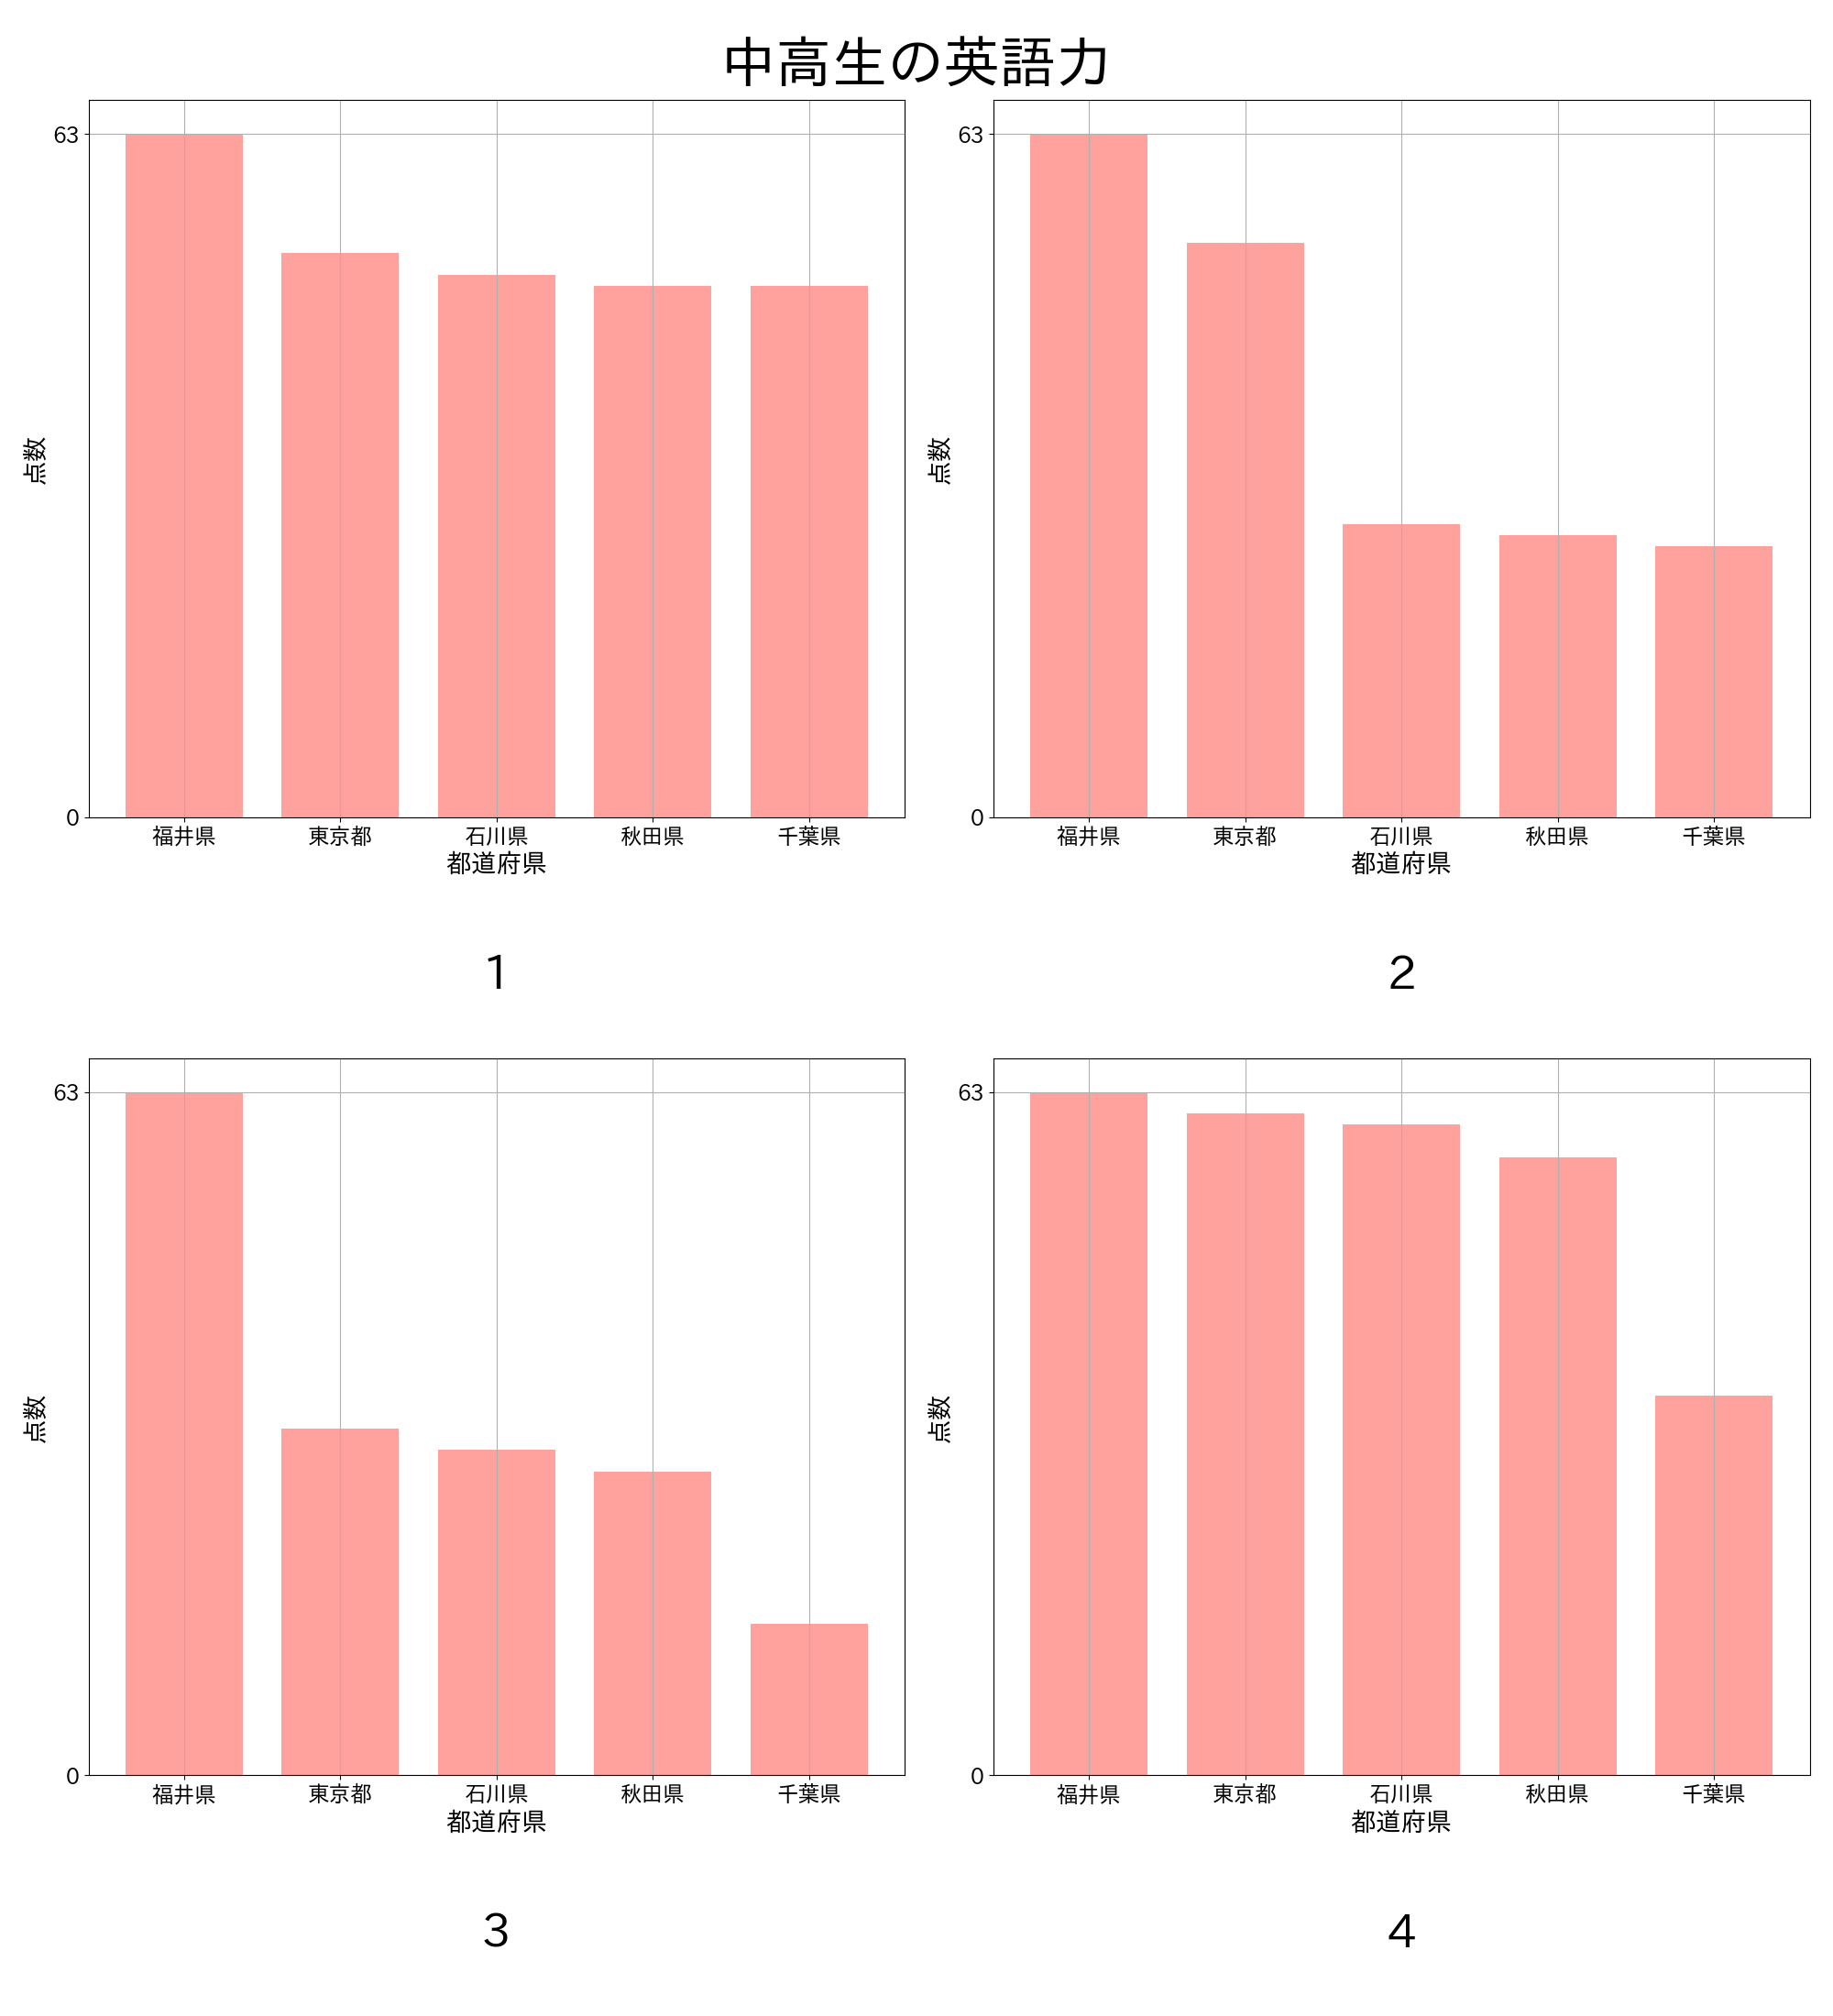 中高生の英語力
63
0
点数
福井県 東京都 石川県 秋田県 千葉県
都道府県
1
63
0
点数
福井県 東京都 石川県 秋田県 千葉県
都道府県
2
63
0
点数
福井県 東京都 石川県 秋田県 千葉県
都道府県
3
63
0
点数
福井県 東京都 石川県 秋田県 千葉県
都道府県
4